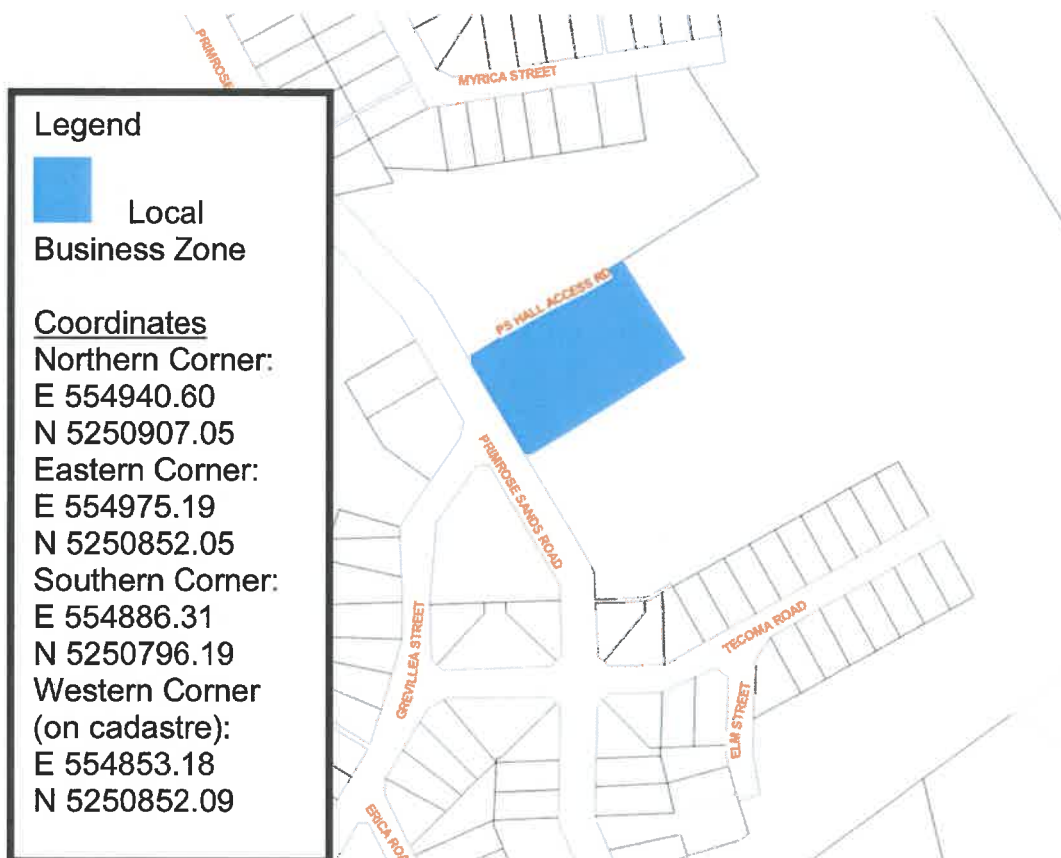 PRIMROSE
MYRICA STREET
Legend
Local
Business Zone
Coordinates
Northern Corner:
E 554940.60
N 5250907.05
Eastern Corner:
E 554975.19
N 5250852.05
Southern Corner:
E 554886.31
N 5250796.19
Western Corner
(on cadastre):
E 554853.18
N 5250852.09
PS HALL ACCESS RD
PRIMROSE SANDS ROAD
GREVILLEA STREET
TECOMA ROAD
ELM STREET
ERICA ROA